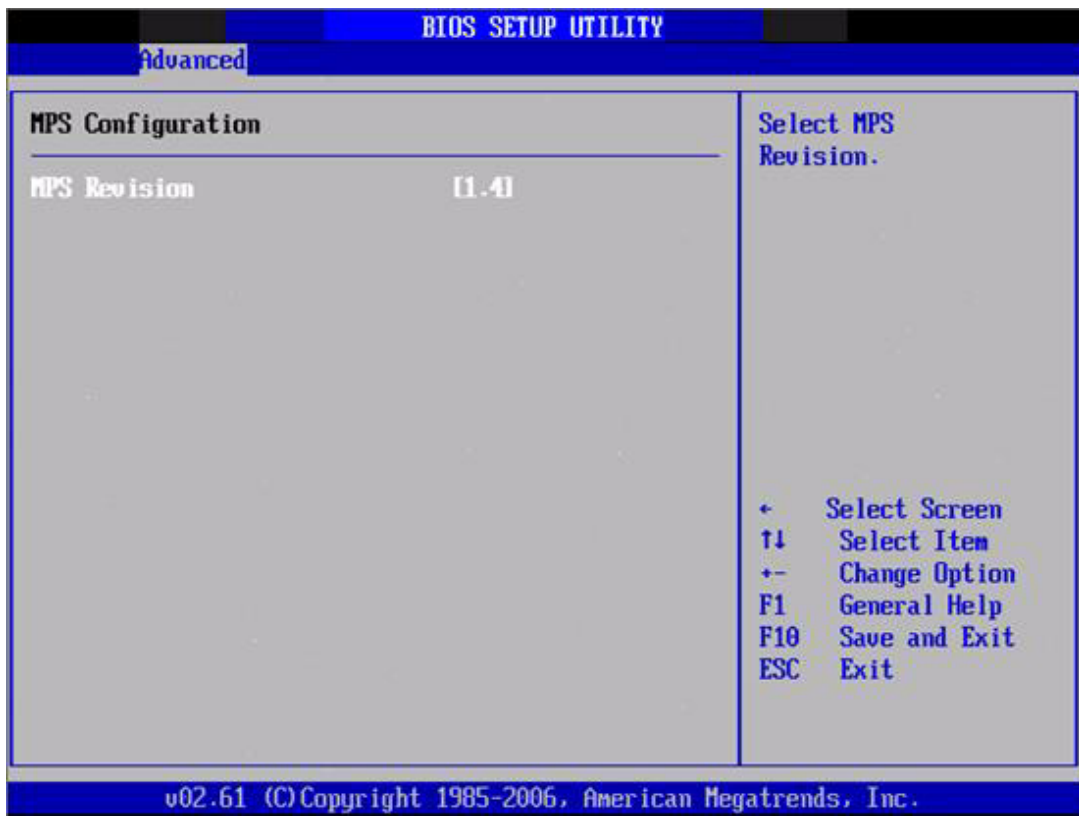 BIOS SETUP UTILITY
Advanced
MPS Configuration
MPS Revision [1.4]
Select MPS
Revision.
← Select Screen
↑↓ Select Item
+- Change Option
F1 General Help
F10 Save and Exit
ESC Exit
v02.61 (C)Copyright 1985-2006, American Megatrends, Inc.